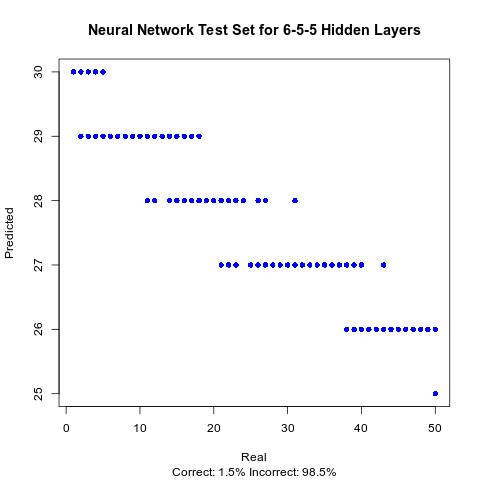 Neural Network Test Set for 6-5-5 Hidden Layers
30
29
28
27
26
25
Predicted
0 10 20 30 40 50
Real
Correct: 1.5% Incorrect: 98.5%